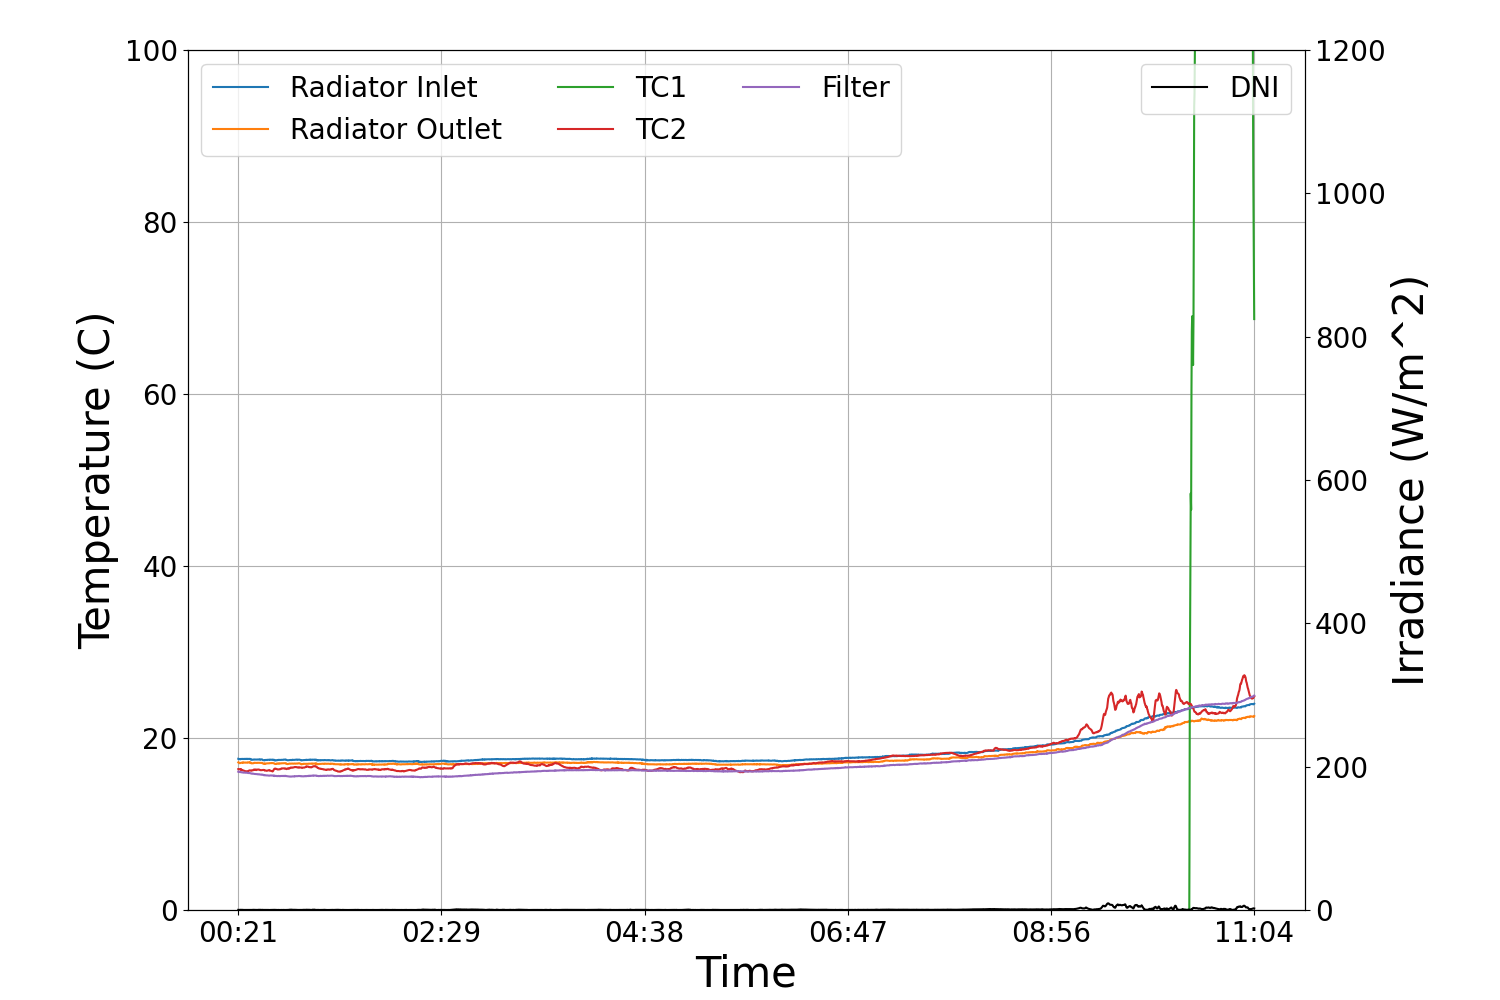 100
80
60
40
20
0
Temperature (C)
Radiator Inlet
Radiator Outlet
TC1
TC2
Filter
DNI
1200
1000
800
600
400
200
0
Irradiance (W/m^2)
00:21 02:29 04:38 06:47 08:56 11:04
Time